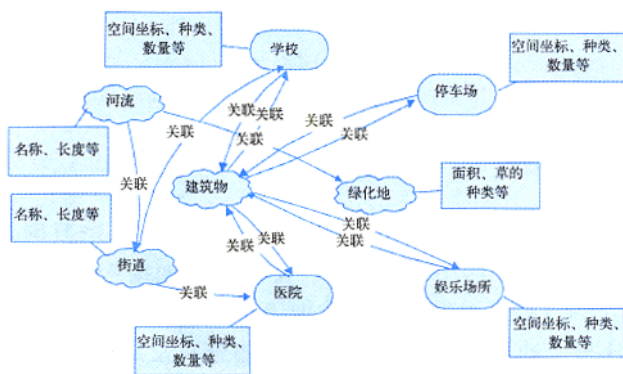 空间坐标、种类、
数量等
学校
空间坐标、种类、
数量等
停车场
河流
关联
关联
关联
关联
关联
关联
关联
名称、长度等
关联
建筑物
绿化地
面积、草的
种类等
名称、长度等
关联
关联
关联
关联
街道
关联
医院
娱乐场所
空间坐标、种类、
数量等
空间坐标、种类、
数量等